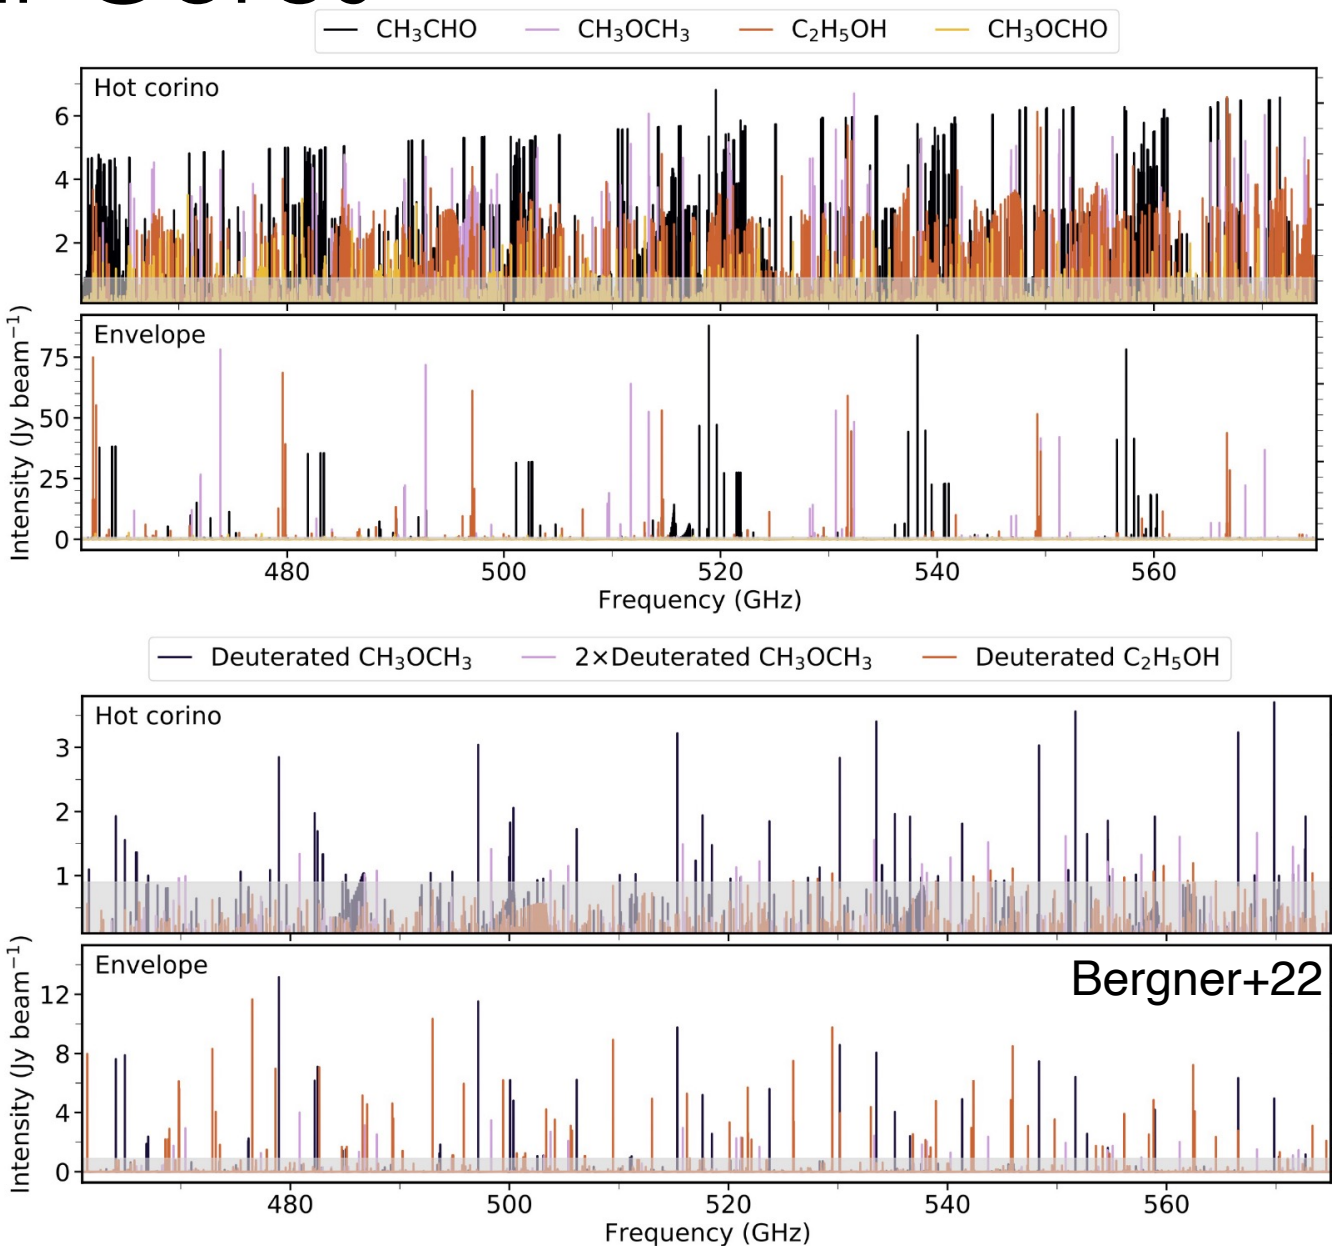 CH₃CHO CH₃OCH₃ C₂H₅OH CH₃OCHO
Hot corino
6
4
2
Envelope
75
50
25
0
Intensity (Jy beam⁻¹)
480 500 520 540 560
Frequency (GHz)
Deuterated CH₃OCH₃ 2×Deuterated CH₃OCH₃ Deuterated C₂H₅OH
Hot corino
3
2
1
Envelope
Bergner+22
12
8
4
0
Intensity (Jy beam⁻¹)
480 500 520 540 560
Frequency (GHz)